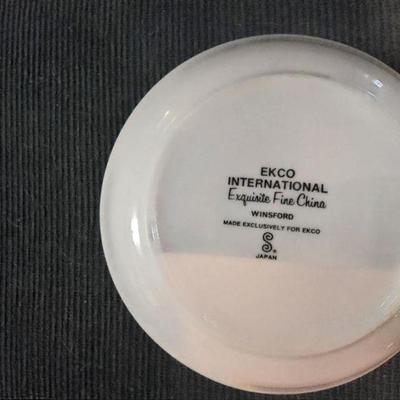 EKCO
INTERNATIONAL
Exquisite Fine China
WINSFORD
MADE EXCLUSIVELY FOR EKCO
S®
JAPAN